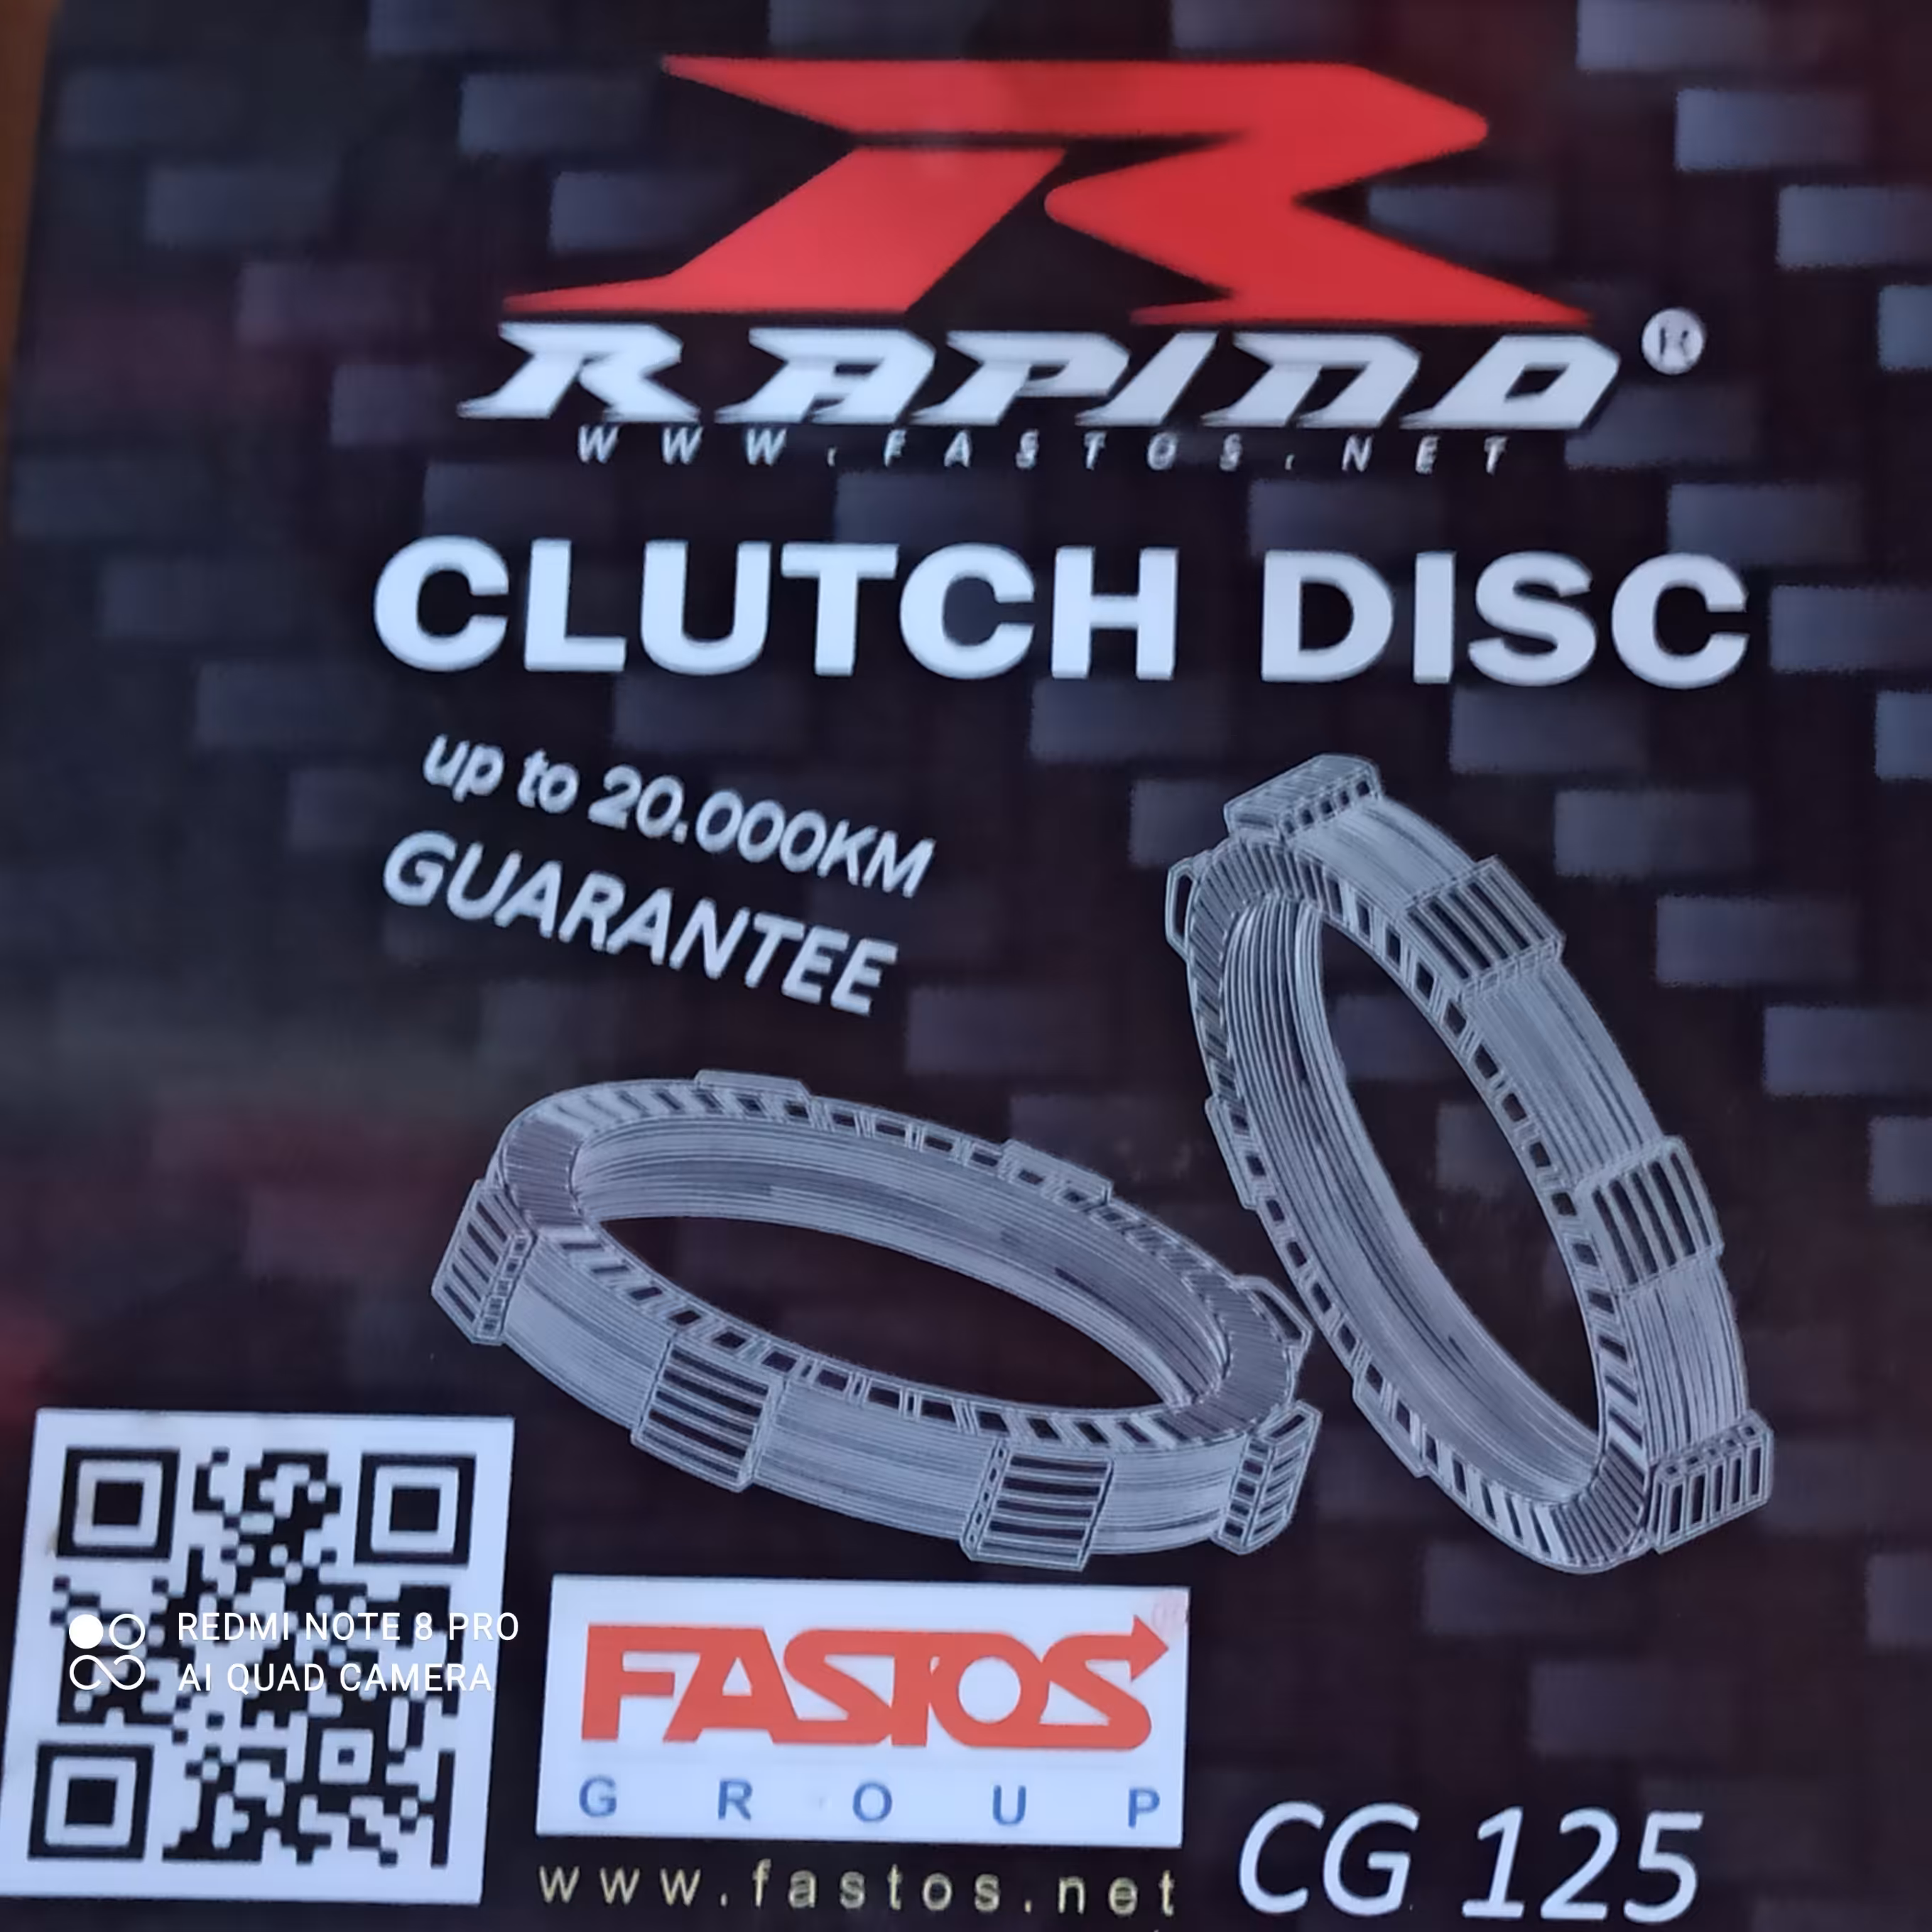 R
RAPIDO®
WWW.FASTOS.NET
CLUTCH DISC
up to 20.000KM
GUARANTEE
REDMI NOTE 8 PRO
AI QUAD CAMERA
FASTOS
GROUP
www.fastos.net
CG 125